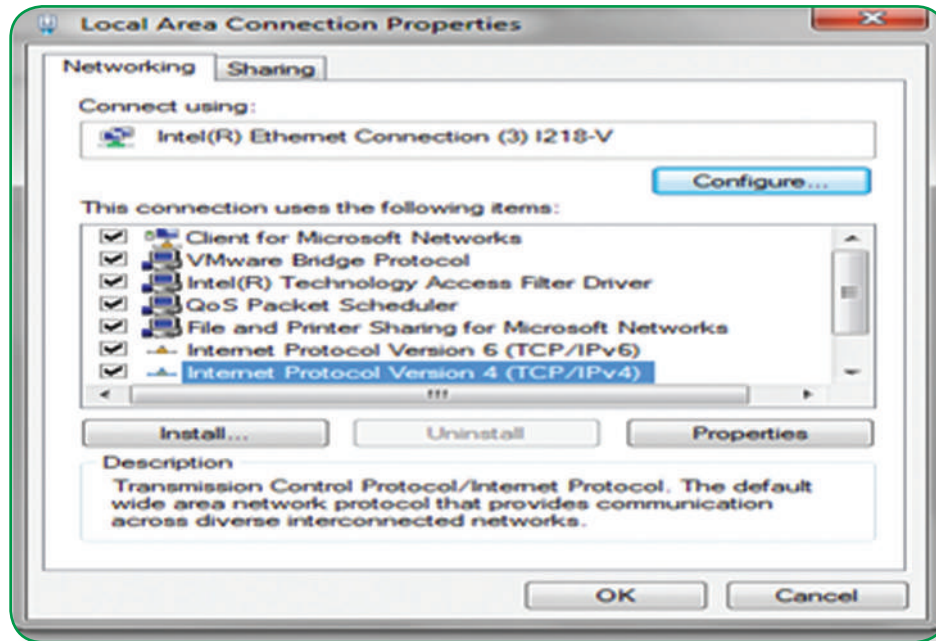 Local Area Connection Properties
Networking
Sharing
Connect using:
Intel(R) Ethernet Connection (3) I218-V
Configure...
This connection uses the following items:
Client for Microsoft Networks
VMware Bridge Protocol
Intel(R) Technology Access Filter Driver
QoS Packet Scheduler
File and Printer Sharing for Microsoft Networks
Internet Protocol Version 6 (TCP/IPv6)
Internet Protocol Version 4 (TCP/IPv4)
Install...
Uninstall
Properties
Description
Transmission Control Protocol/Internet Protocol. The default
wide area network protocol that provides communication
across diverse interconnected networks.
OK
Cancel